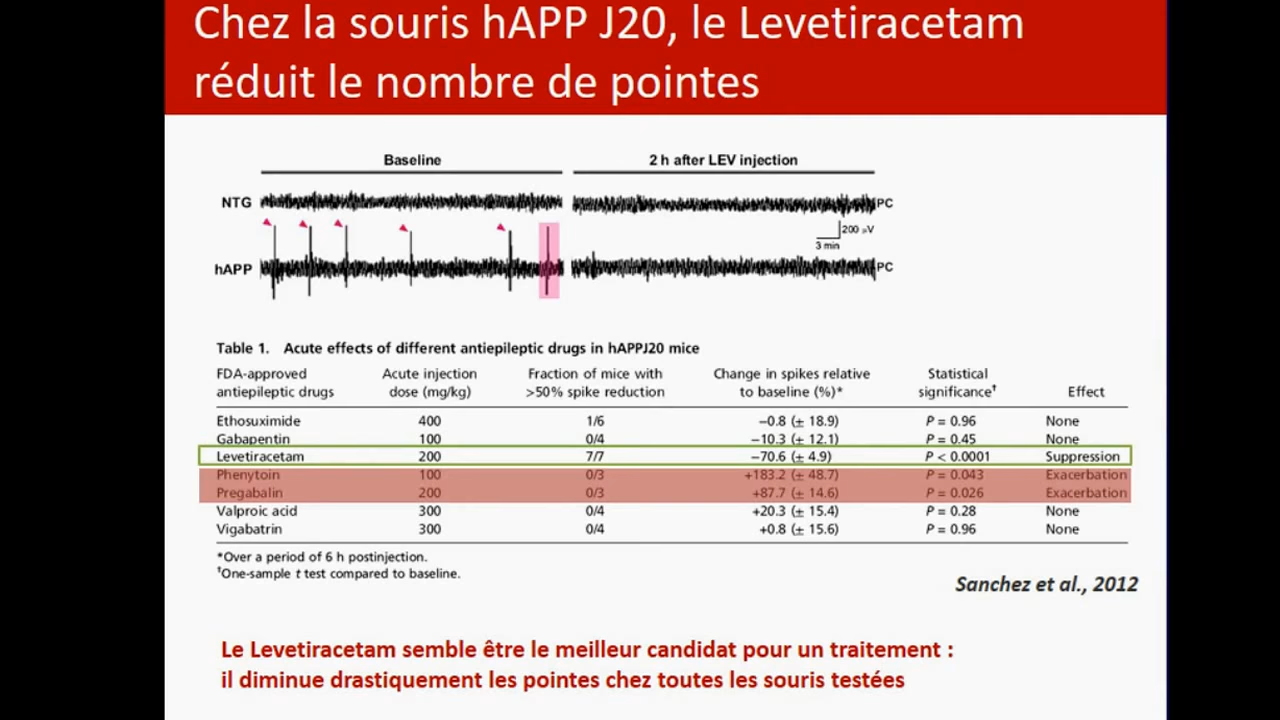 Chez la souris hAPP J20, le Levetiracetam
réduit le nombre de pointes
Baseline 2 h after LEV injection
NTG PC
200 µV
3 min
hAPP PC
Table 1. Acute effects of different antiepileptic drugs in hAPPJ20 mice
FDA-approved Acute injection Fraction of mice with Change in spikes relative Statistical
antiepileptic drugs dose (mg/kg) >50% spike reduction to baseline (%)* significance† Effect
Ethosuximide 400 1/6 −0.8 (± 18.9) P = 0.96 None
Gabapentin 100 0/4 −10.3 (± 12.1) P = 0.45 None
Levetiracetam 200 7/7 −70.6 (± 4.9) P < 0.0001 Suppression
Phenytoin 100 0/3 +183.2 (± 48.7) P = 0.043 Exacerbation
Pregabalin 200 0/3 +87.7 (± 14.6) P = 0.026 Exacerbation
Valproic acid 300 0/4 +20.3 (± 15.4) P = 0.28 None
Vigabatrin 300 0/4 +0.8 (± 15.6) P = 0.96 None
*Over a period of 6 h postinjection.
†One-sample t test compared to baseline.
Sanchez et al., 2012
Le Levetiracetam semble être le meilleur candidat pour un traitement :
il diminue drastiquement les pointes chez toutes les souris testées